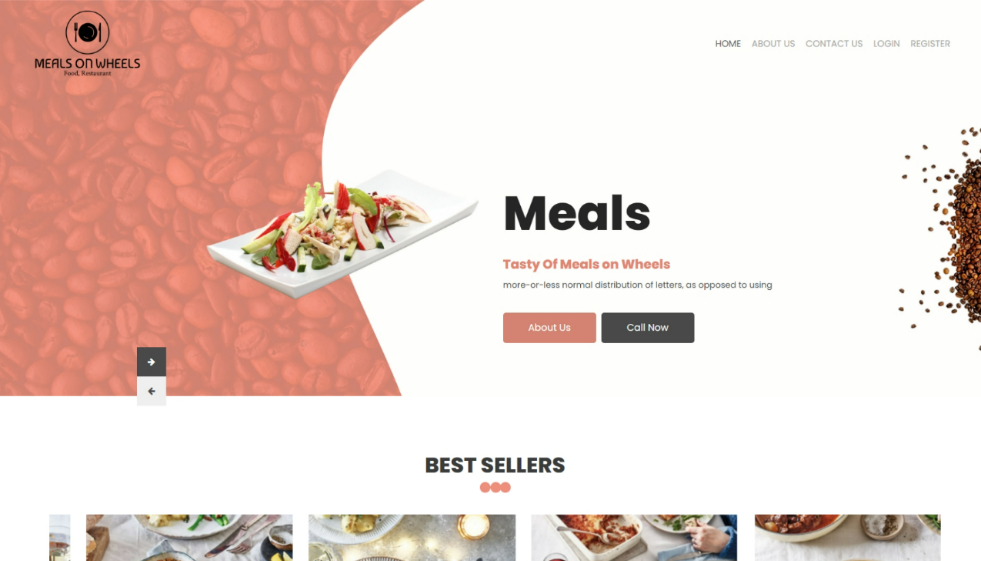 MEALS ON WHEELS
Food, Restaurant
HOME ABOUT US CONTACT US LOGIN REGISTER
Meals
Tasty Of Meals on Wheels
more-or-less normal distribution of letters, as opposed to using
About Us Call Now
BEST SELLERS